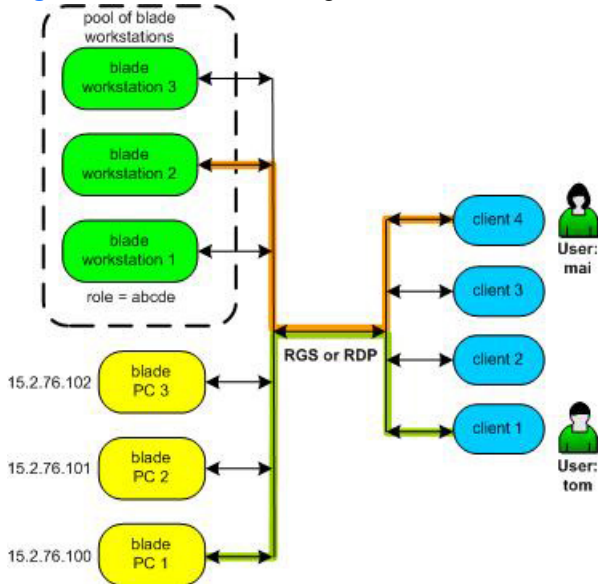 pool of blade
workstations
blade
workstation 3
blade
workstation 2
blade
workstation 1
role = abcde
client 4
User:
mai
client 3
RGS or RDP
client 2
client 1
User:
tom
15.2.76.102
blade
PC 3
15.2.76.101
blade
PC 2
15.2.76.100
blade
PC 1